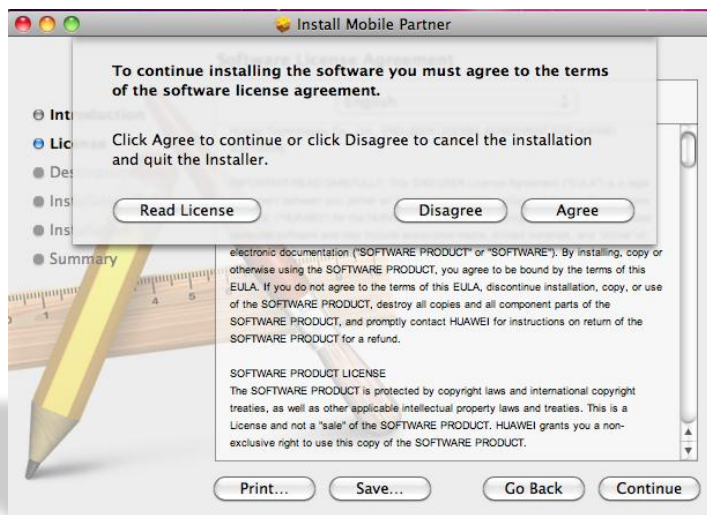 Install Mobile Partner
To continue installing the software you must agree to the terms
of the software license agreement.
Click Agree to continue or click Disagree to cancel the installation
and quit the Installer.
Read License
Disagree
Agree
Software License Agreement
English
Summary
4 5
electronic documentation ("SOFTWARE PRODUCT" or "SOFTWARE"). By installing, copy or
otherwise using the SOFTWARE PRODUCT, you agree to be bound by the terms of this
EULA. If you do not agree to the terms of this EULA, discontinue installation, copy, or use
of the SOFTWARE PRODUCT, destroy all copies and all component parts of the
SOFTWARE PRODUCT, and promptly contact HUAWEI for instructions on return of the
SOFTWARE PRODUCT for a refund.
SOFTWARE PRODUCT LICENSE
The SOFTWARE PRODUCT is protected by copyright laws and international copyright
treaties, as well as other applicable intellectual property laws and treaties. This is a
License and not a "sale" of the SOFTWARE PRODUCT. HUAWEI grants you a non-
exclusive right to use this copy of the SOFTWARE PRODUCT.
Print...
Save...
Go Back
Continue